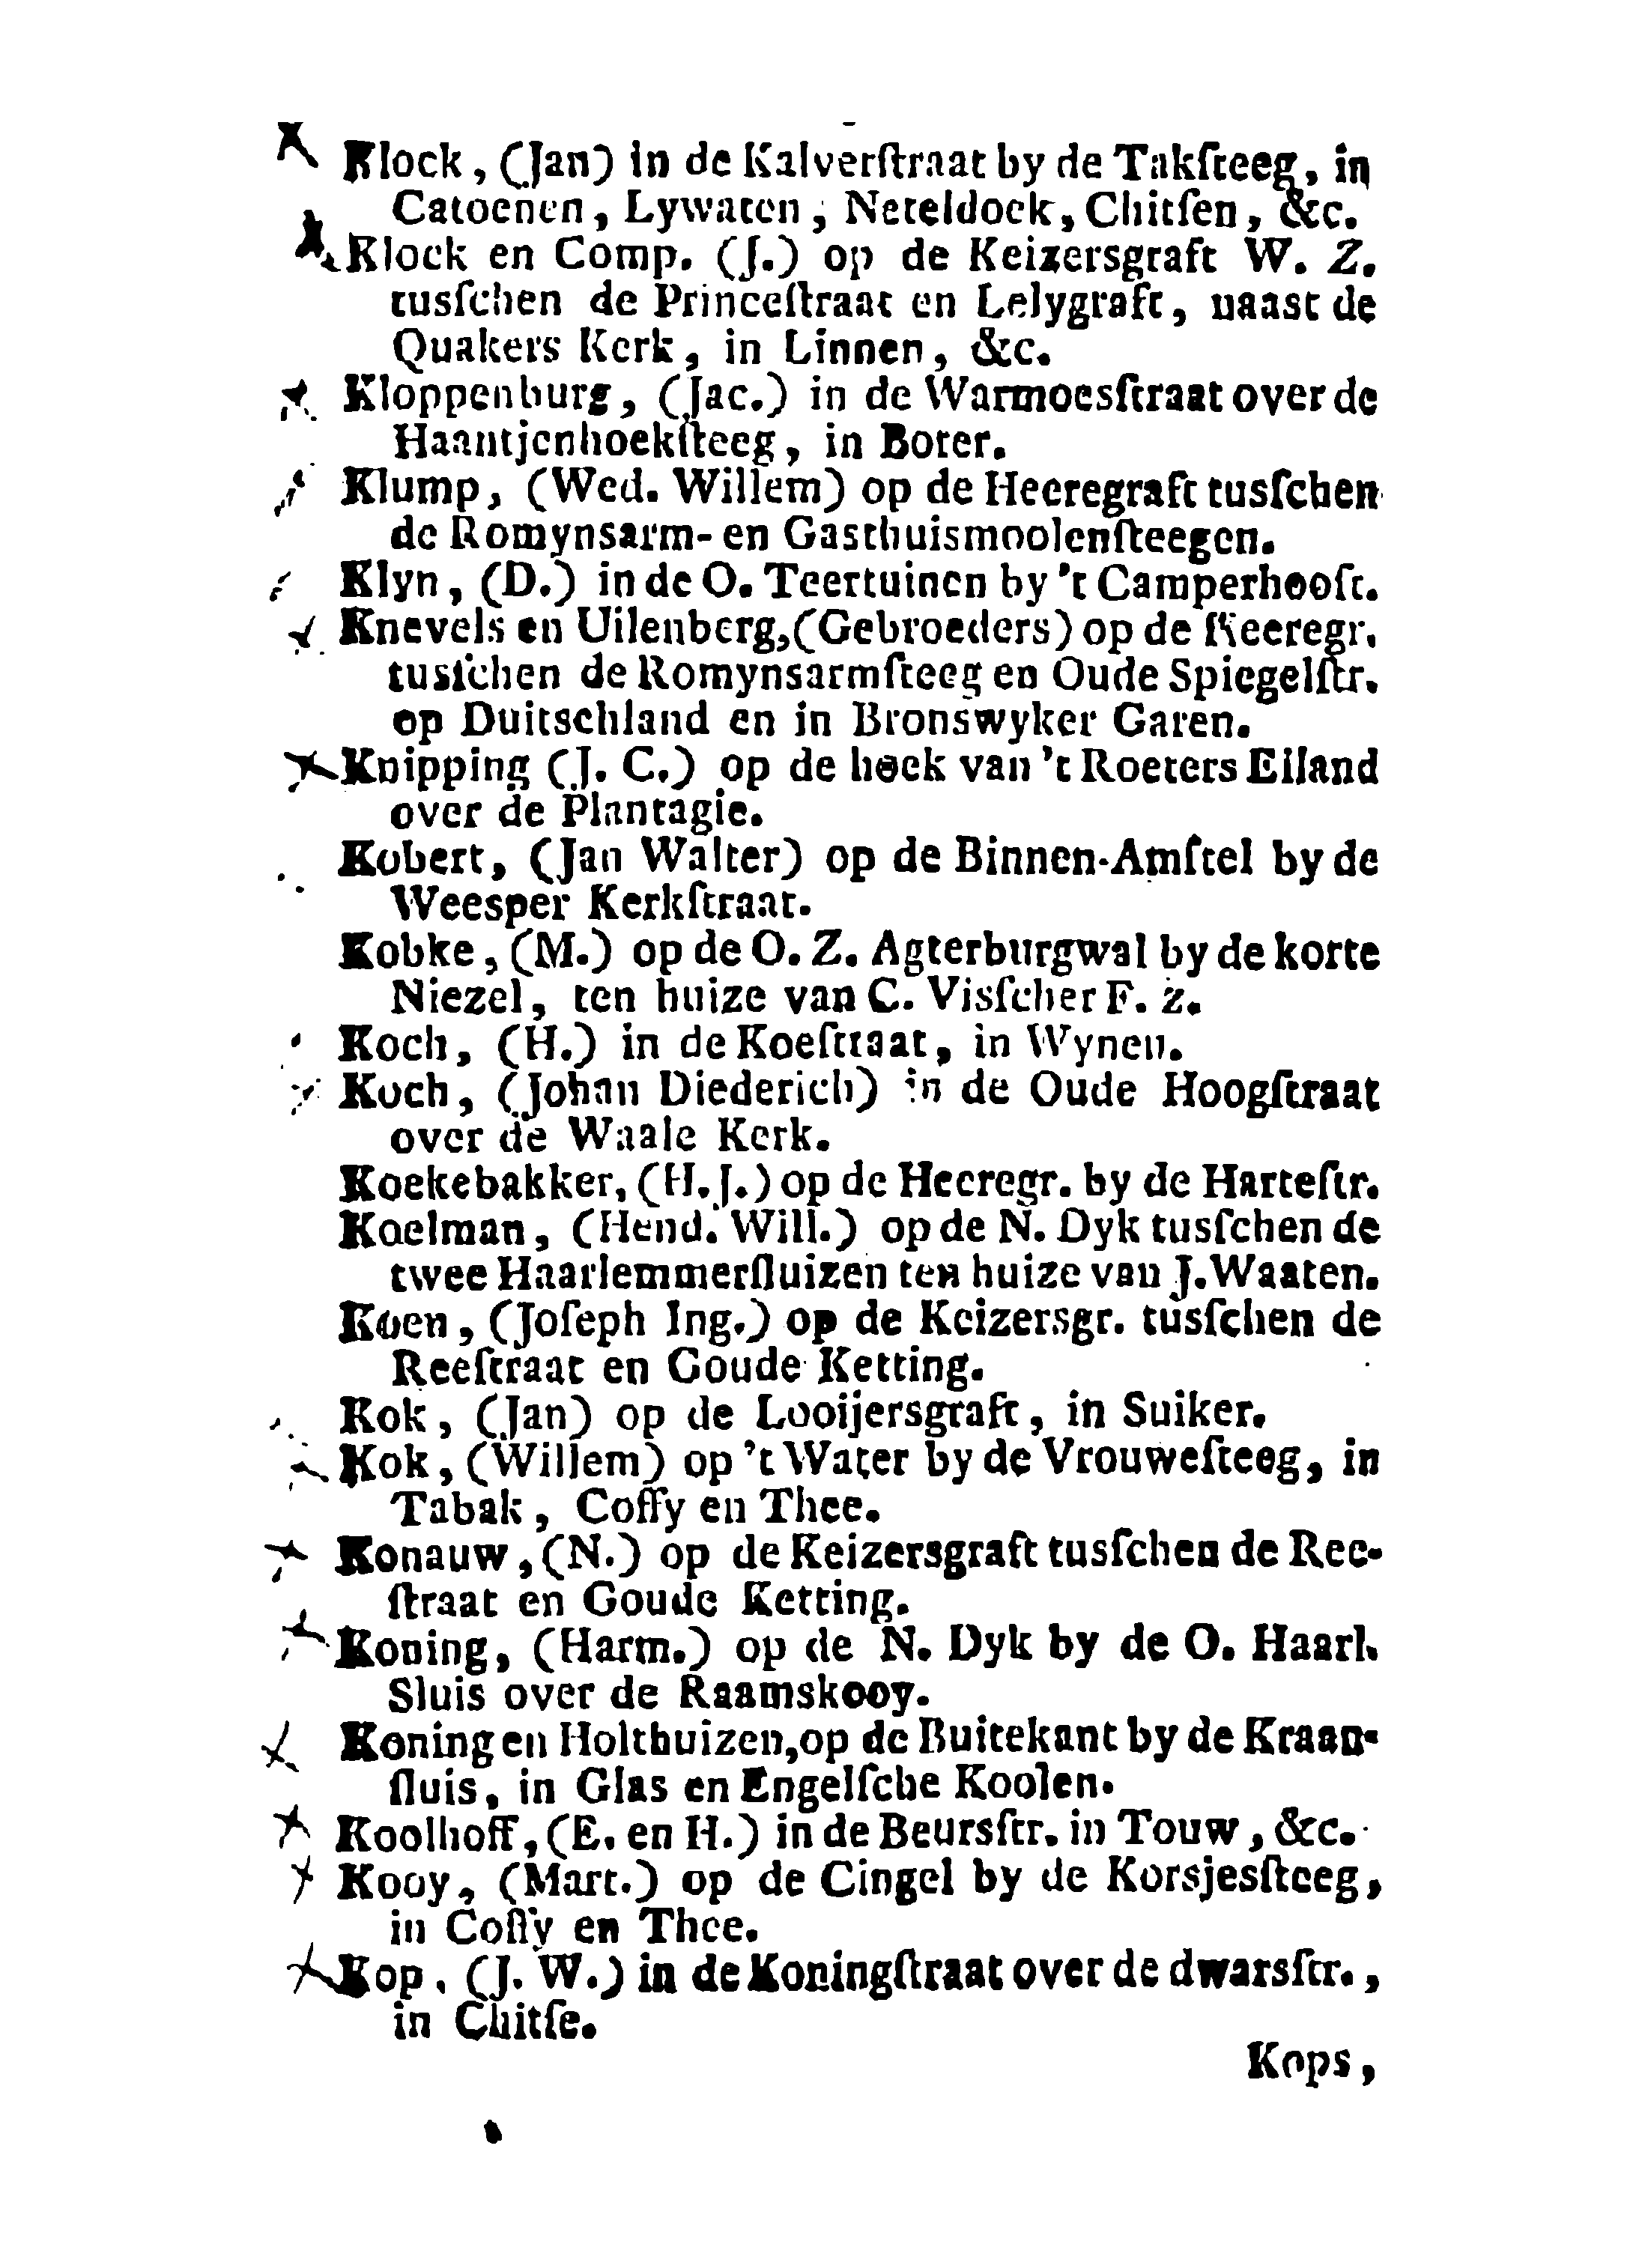 Klock, (Jan) in de Kalverſtraat by de Takſteeg, in
Catoenen, Lywaten, Neteldoek, Chitſen, &c.
Klock en Comp. (J.) op de Keizersgraft W. Z.
tusſchen de Princeſtraat en Lelygraft, naast de
Quakers Kerk, in Linnen, &c.
Kloppenburg, (Jac.) in de Warmoesſtraat over de
Haantjenhoekſteeg, in Boter.
Klump, (Wed. Willem) op de Heeregraft tusſchen
de Romynsarm- en Gasthuismoolenſteegen.
Klyn, (D.) in de O. Teertuinen by 't Camperhooft.
Knevels en Uilenberg, (Gebroeders) op de Heeregr.
tusſchen de Romynsarmſteeg en Oude Spiegelſtr.
op Duitschland en in Bronswyker Garen.
Knipping (J. C.) op de hoek van 't Roeters Eiland
over de Plantagie.
Kobert, (Jan Walter) op de Binnen-Amſtel by de
Weesper Kerkſtraat.
Kobke, (M.) op de O. Z. Agterburgwal by de korte
Niezel, ten huize van C. Visſcher F. z.
Koch, (H.) in de Koeſtraat, in Wynen.
Koch, (Johan Diederich) in de Oude Hoogſtraat
over de Waale Kerk.
Koekebakker, (H. J.) op de Heeregr. by de Harteſtr.
Koelman, (Hend. Will.) op de N. Dyk tusſchen de
twee Haarlemmerſluizen ten huize van J. Waaten.
Koen, (Joſeph Ing.) op de Keizersgr. tusſchen de
Reeſtraat en Goude Ketting.
Kok, (Jan) op de Looijersgraft, in Suiker.
Kok, (Willem) op 't Water by de Vrouweſteeg, in
Tabak, Coffy en Thee.
Konauw, (N.) op de Keizersgraft tusſchen de Ree-
ſtraat en Goude Ketting.
Koning, (Harm.) op de N. Dyk by de O. Haarl.
Sluis over de Raamskooy.
Koning en Holthuizen, op de Buitekant by de Kraan-
ſluis, in Glas en Engelſche Koolen.
Koolhoff, (E. en H.) in de Beursſtr. in Touw, &c.
Kooy, (Mart.) op de Cingel by de Korsjesſteeg,
in Coffy en Thee.
Kop, (J. W.) in de Koningſtraat over de dwarsſtr.,
in Chitſe.
Kops,